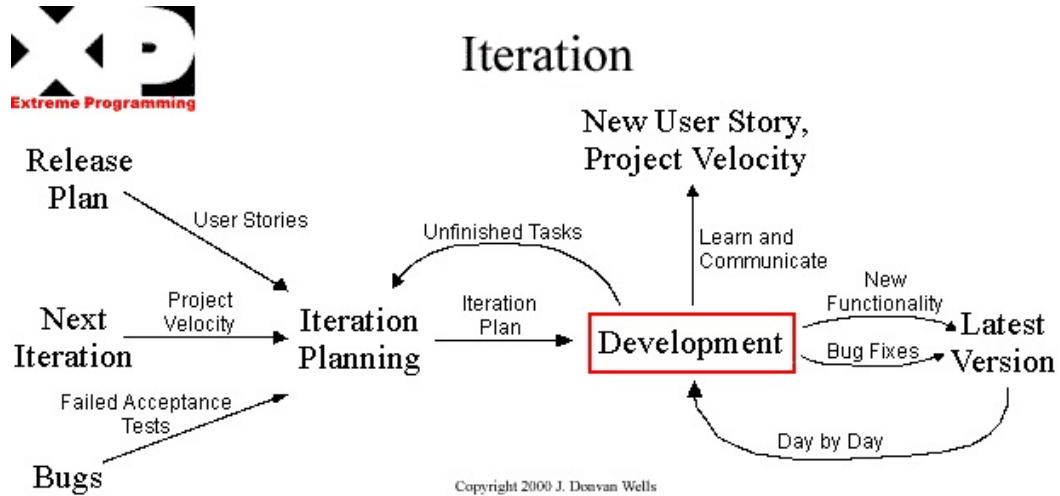 XP
Extreme Programming
Iteration
New User Story,
Project Velocity
Release
Plan
User Stories
Unfinished Tasks
Learn and
Communicate
New
Functionality
Project
Velocity
Iteration
Plan
Next
Iteration
Iteration
Planning
Development
Latest
Version
Bug Fixes
Failed Acceptance
Tests
Day by Day
Bugs
Copyright 2000 J. Donvan Wells